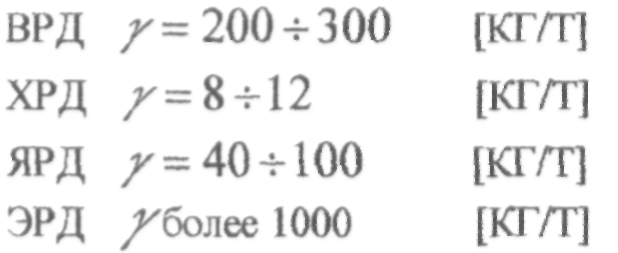 ВРД γ = 200 ÷ 300 [КГ/Т]
ХРД γ = 8 ÷ 12 [КГ/Т]
ЯРД γ = 40 ÷ 100 [КГ/Т]
ЭРД γ более 1000 [КГ/Т]